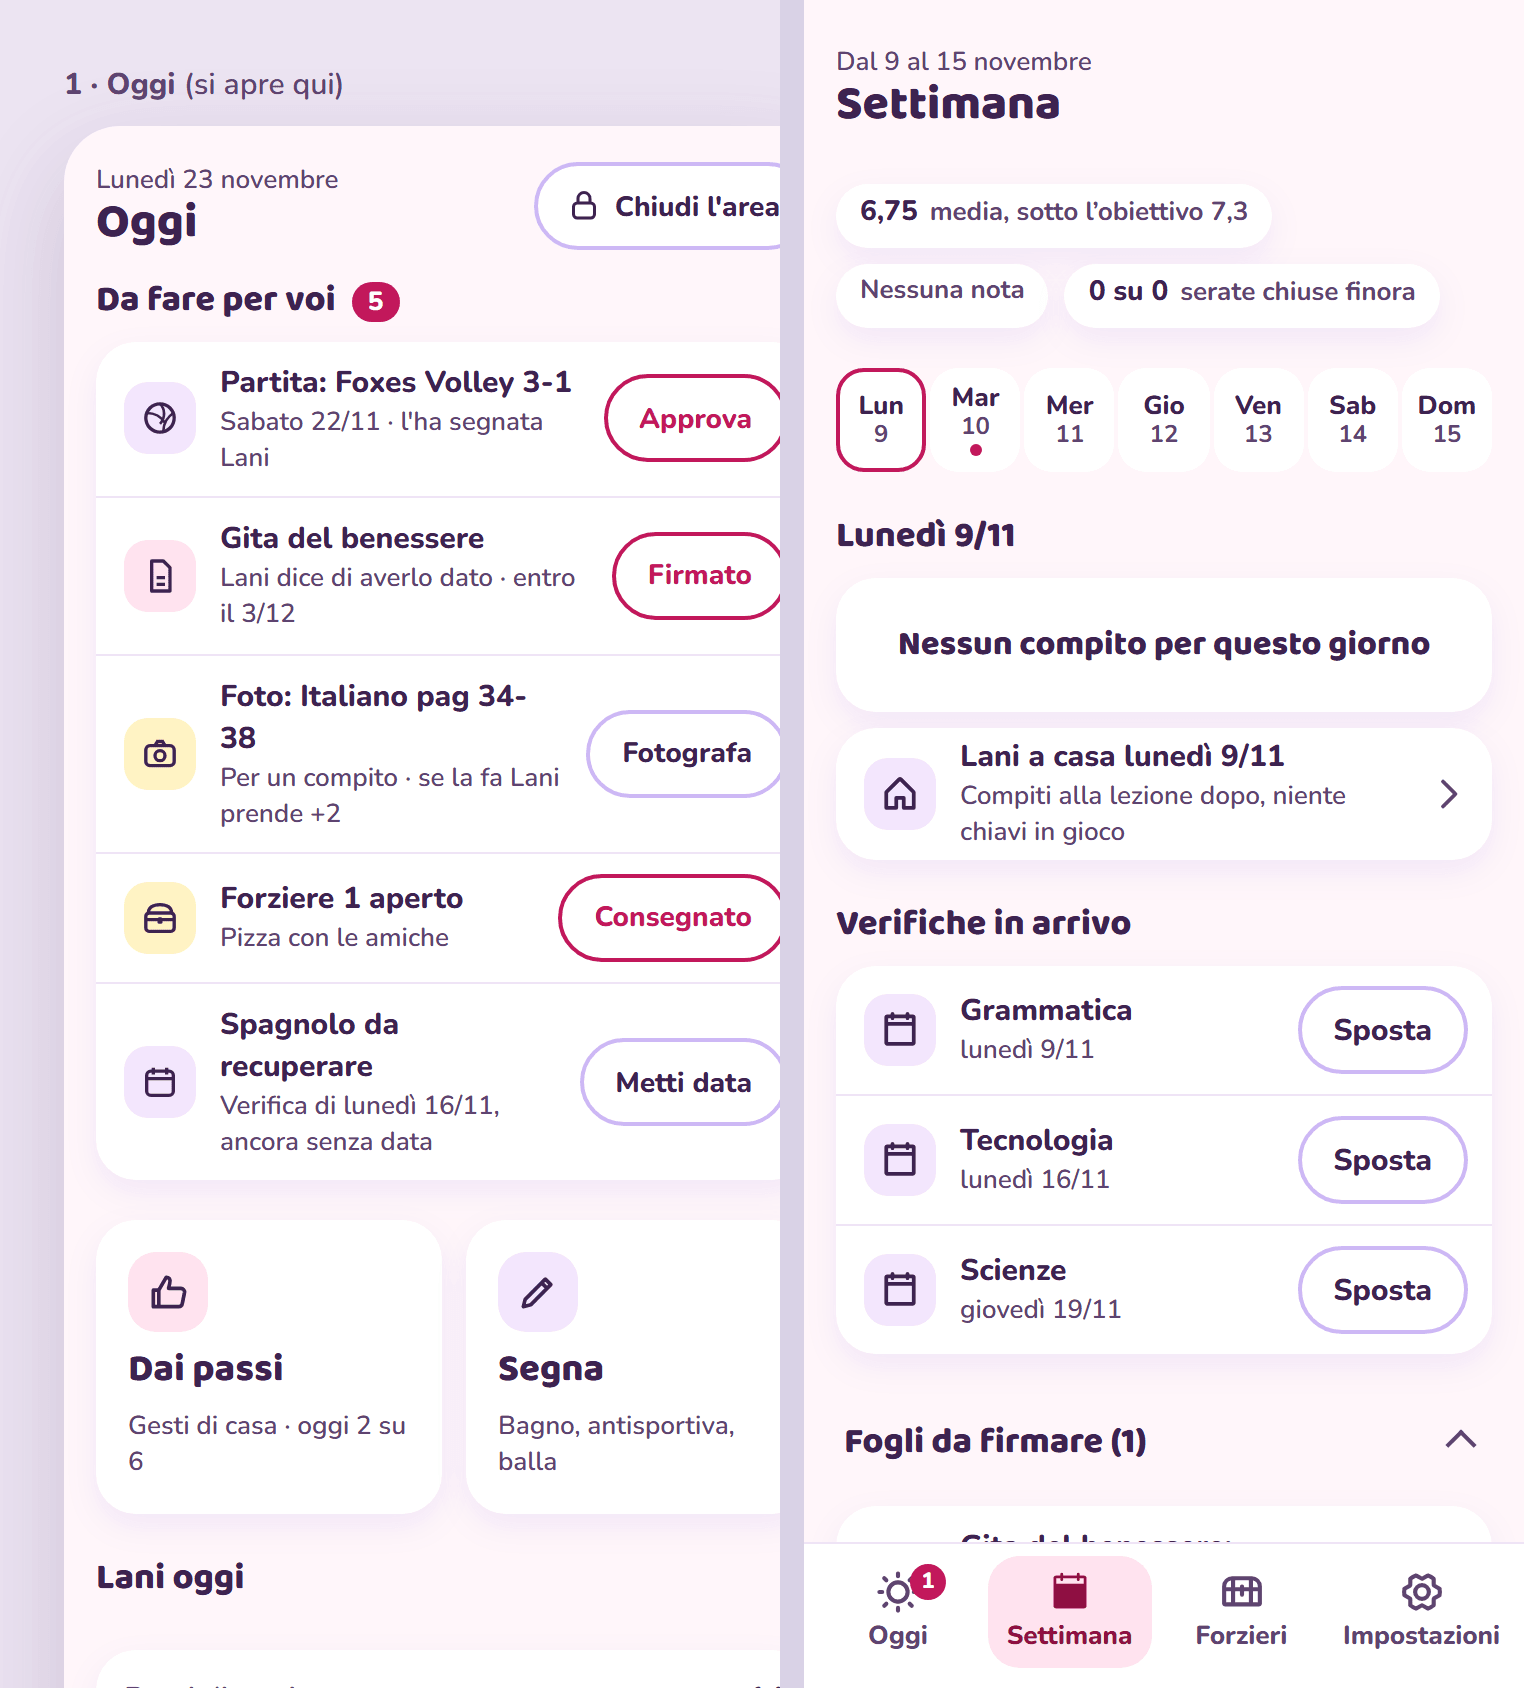 1 · Oggi (si apre qui)
Lunedì 23 novembre
Oggi
Chiudi l'area
Da fare per voi 5
Partita: Foxes Volley 3-1
Sabato 22/11 · l'ha segnata
Lani
Approva
Gita del benessere
Lani dice di averlo dato · entro
il 3/12
Firmato
Foto: Italiano pag 34-
38
Per un compito · se la fa Lani
prende +2
Fotografa
Forziere 1 aperto
Pizza con le amiche
Consegnato
Spagnolo da
recuperare
Verifica di lunedì 16/11,
ancora senza data
Metti data
Dai passi
Gesti di casa · oggi 2 su
6
Segna
Bagno, antisportiva,
balla
Lani oggi
Dal 9 al 15 novembre
Settimana
6,75 media, sotto l’obiettivo 7,3
Nessuna nota
0 su 0 serate chiuse finora
Lun
9
Mar
10
Mer
11
Gio
12
Ven
13
Sab
14
Dom
15
Lunedì 9/11
Nessun compito per questo giorno
Lani a casa lunedì 9/11
Compiti alla lezione dopo, niente
chiavi in gioco
Verifiche in arrivo
Grammatica
lunedì 9/11
Sposta
Tecnologia
lunedì 16/11
Sposta
Scienze
giovedì 19/11
Sposta
Fogli da firmare (1)
Gita del benessere:
1
Oggi
Settimana
Forzieri
Impostazioni